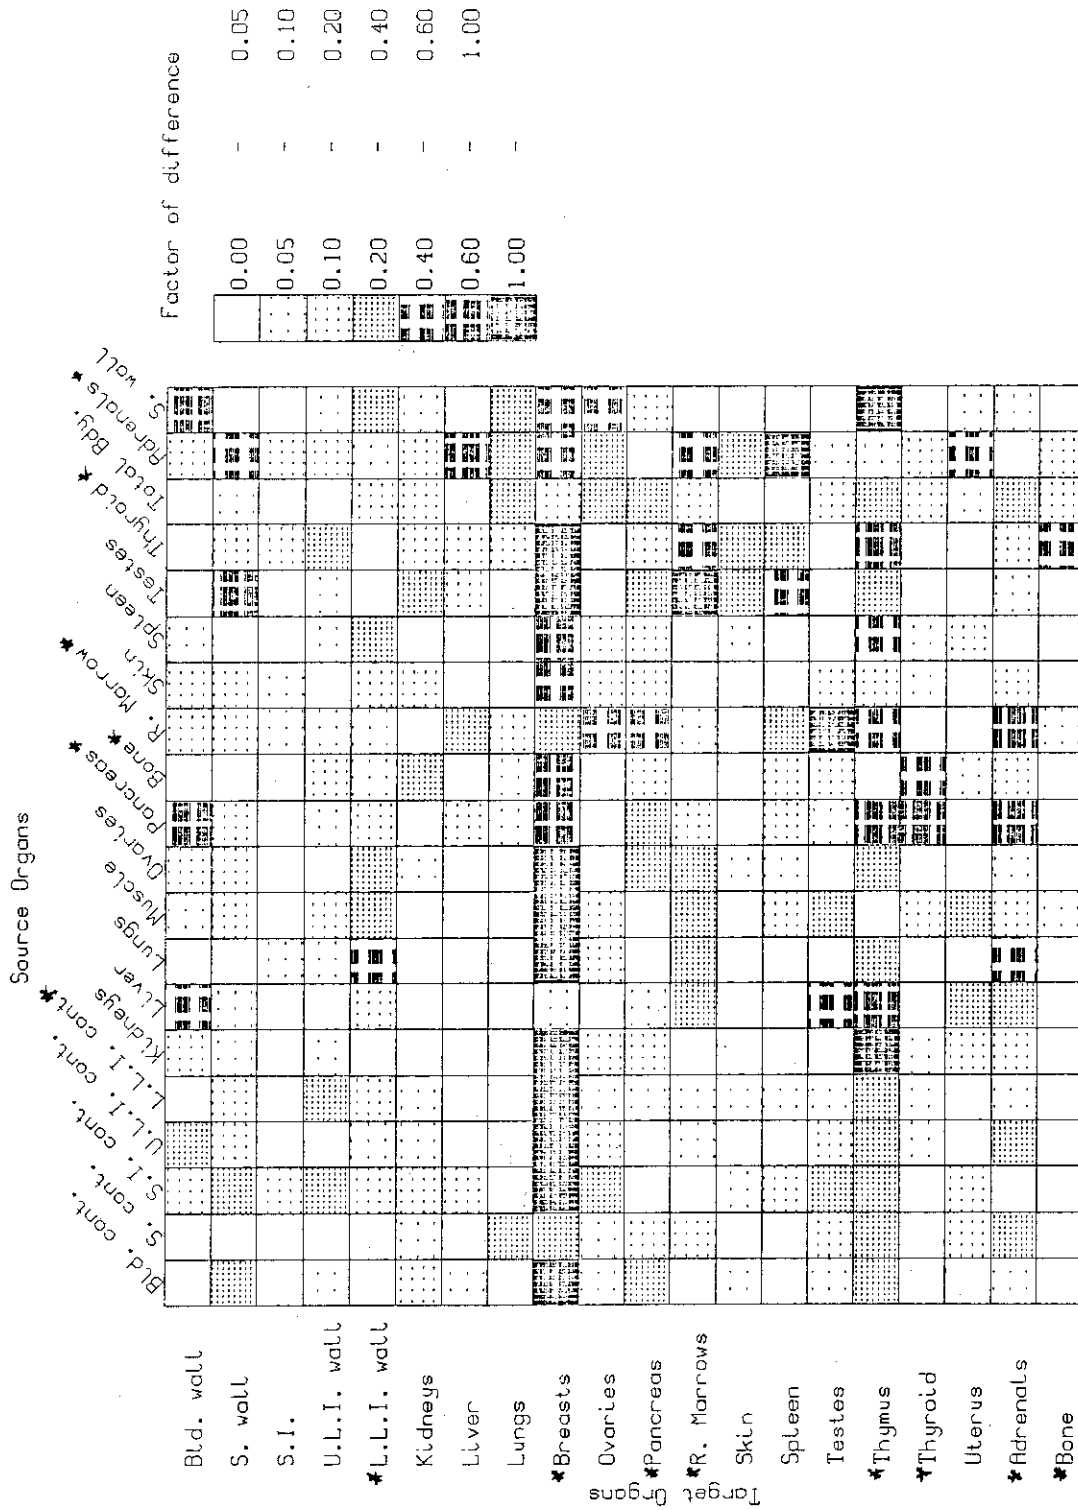 Source Organs
Bld. cont.
S. cont.
S.I. cont.
U.L.I. cont.
L.L.I. cont.*
Kidneys
Liver
Lungs
Muscle
Ovaries
Pancreas *
Bone *
R. Marrow *
Skin
Spleen
Testes
Thyroid
Total Bdy. *
Adrenals *
S. wall
Target Organs
Bld. wall
S. wall
S.I.
U.L.I. wall
*L.L.I. wall
Kidneys
Liver
Lungs
*Breasts
Ovaries
*Pancreas
*R. Marrows
Skin
Spleen
Testes
*Thymus
*Thyroid
Uterus
*Adrenals
*Bone
Factor of difference
0.00 - 0.05
0.05 - 0.10
0.10 - 0.20
0.20 - 0.40
0.40 - 0.60
0.60 - 1.00
1.00 -